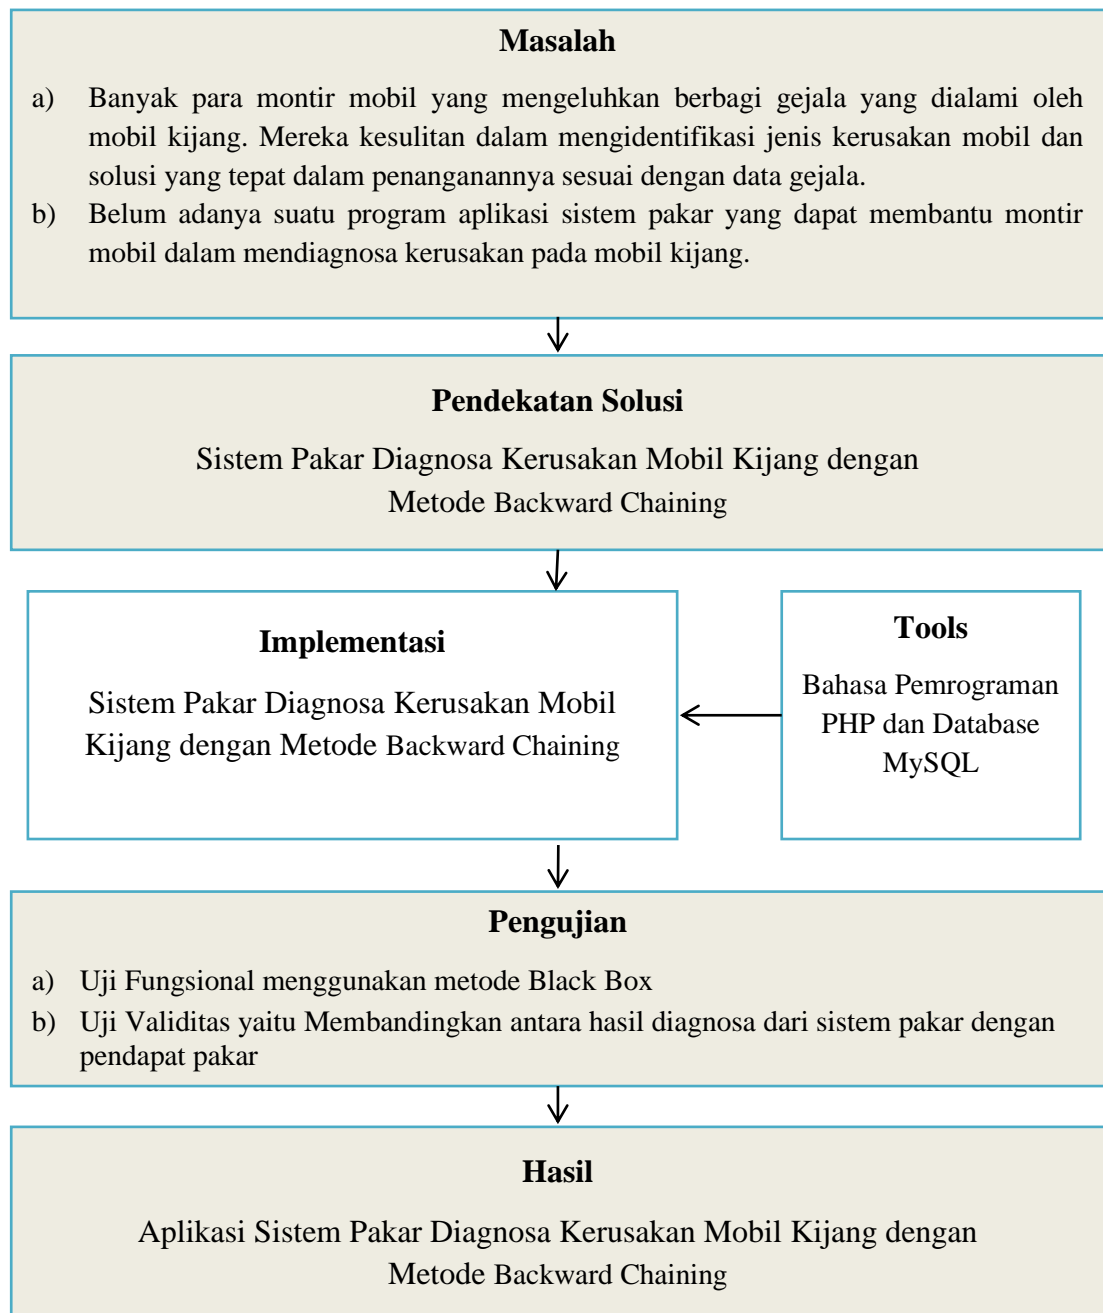 Masalah
a) Banyak para montir mobil yang mengeluhkan berbagi gejala yang dialami oleh
mobil kijang. Mereka kesulitan dalam mengidentifikasi jenis kerusakan mobil dan
solusi yang tepat dalam penanganannya sesuai dengan data gejala.
b) Belum adanya suatu program aplikasi sistem pakar yang dapat membantu montir
mobil dalam mendiagnosa kerusakan pada mobil kijang.
Pendekatan Solusi
Sistem Pakar Diagnosa Kerusakan Mobil Kijang dengan
Metode Backward Chaining
Implementasi
Sistem Pakar Diagnosa Kerusakan Mobil
Kijang dengan Metode Backward Chaining
Tools
Bahasa Pemrograman
PHP dan Database
MySQL
Pengujian
a) Uji Fungsional menggunakan metode Black Box
b) Uji Validitas yaitu Membandingkan antara hasil diagnosa dari sistem pakar dengan
pendapat pakar
Hasil
Aplikasi Sistem Pakar Diagnosa Kerusakan Mobil Kijang dengan
Metode Backward Chaining